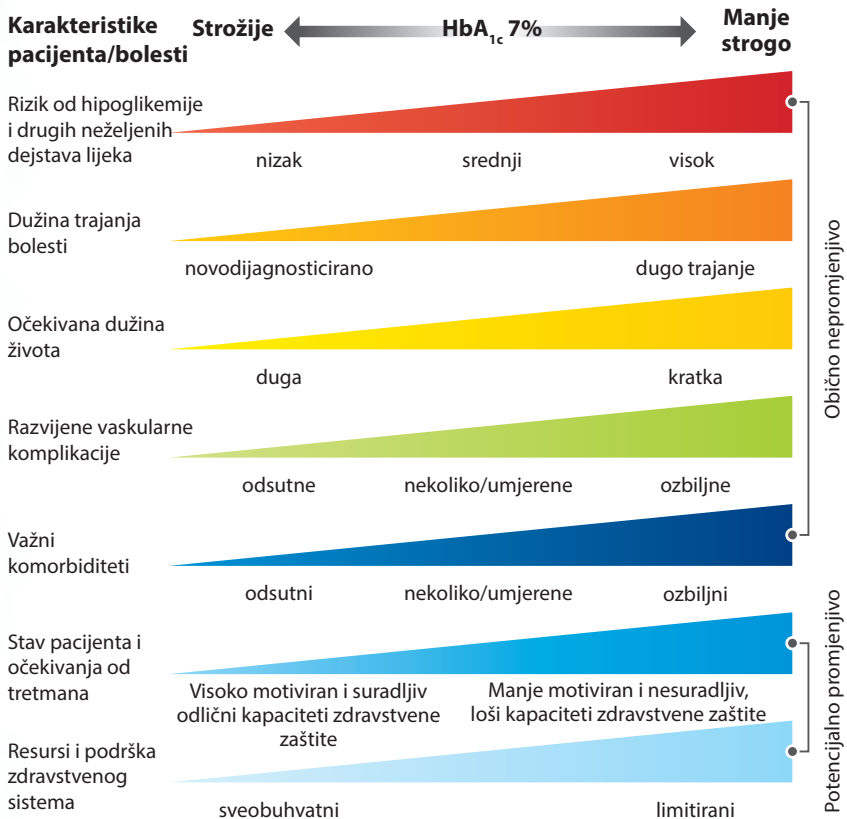 Karakteristike
pacijenta/bolesti
Strožije
HbA1c 7%
Manje
strogo
Rizik od hipoglikemije
i drugih neželjenih
dejstava lijeka
nizak srednji visok
Dužina trajanja
bolesti
novodijagnosticirano dugo trajanje
Očekivana dužina
života
duga kratka
Razvijene vaskularne
komplikacije
odsutne nekoliko/umjerene ozbiljne
Važni
komorbiditeti
odsutni nekoliko/umjerene ozbiljni
Obično nepromjenjivo
Stav pacijenta i
očekivanja od
tretmana
Visoko motiviran i suradljiv
odlični kapaciteti zdravstvene
zaštite
Manje motiviran i nesuradljiv,
loši kapaciteti zdravstvene zaštite
Resursi i podrška
zdravstvenog
sistema
sveobuhvatni limitirani
Potencijalno promjenjivo